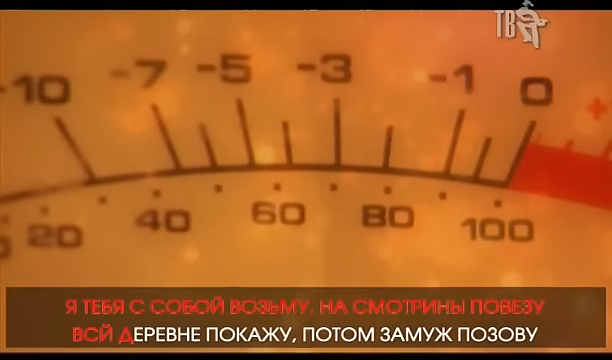 ТВ
-10 -7 -5 -3 -1 0
+
20 40 60 80 100
Я ТЕБЯ С СОБОЙ ВОЗЬМУ, НА СМОТРИНЫ ПОВЕЗУ
ВСЙ ДЕРЕВНЕ ПОКАЖУ, ПОТОМ ЗАМУЖ ПОЗОВУ